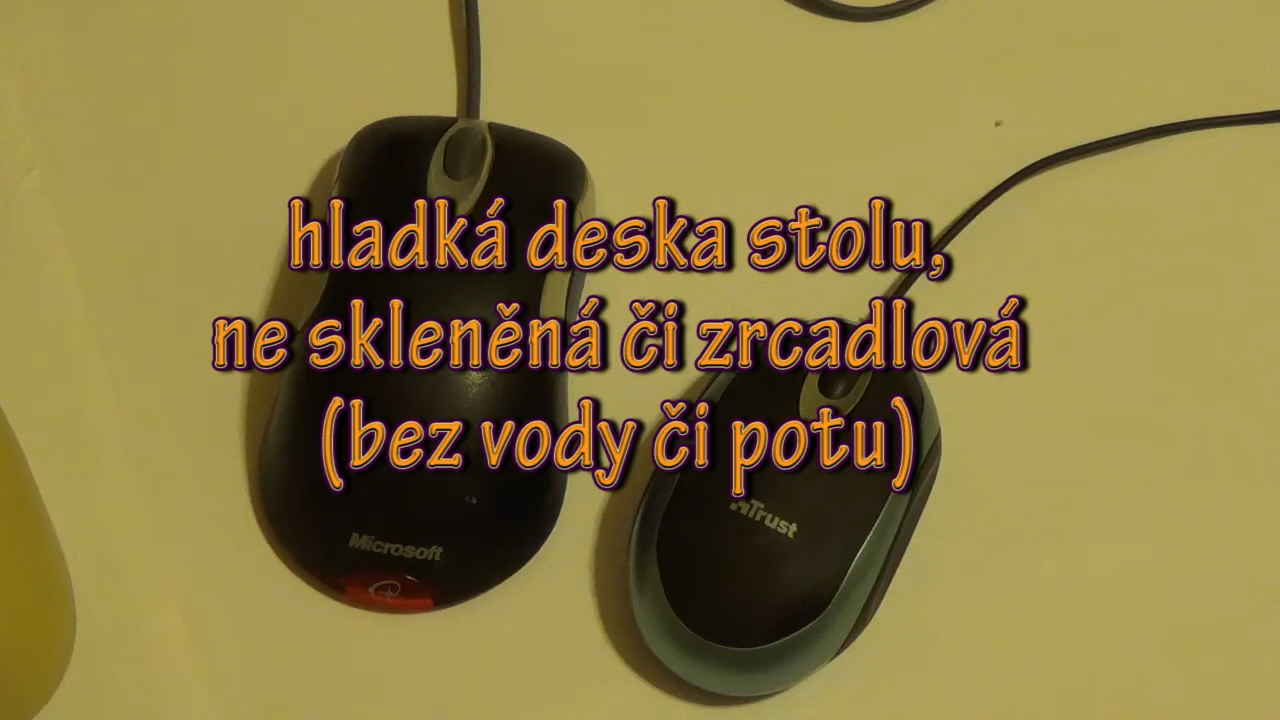 hladká deska stolu,
ne skleněná či zrcadlová
(bez vody či potu)
Microsoft
Trust